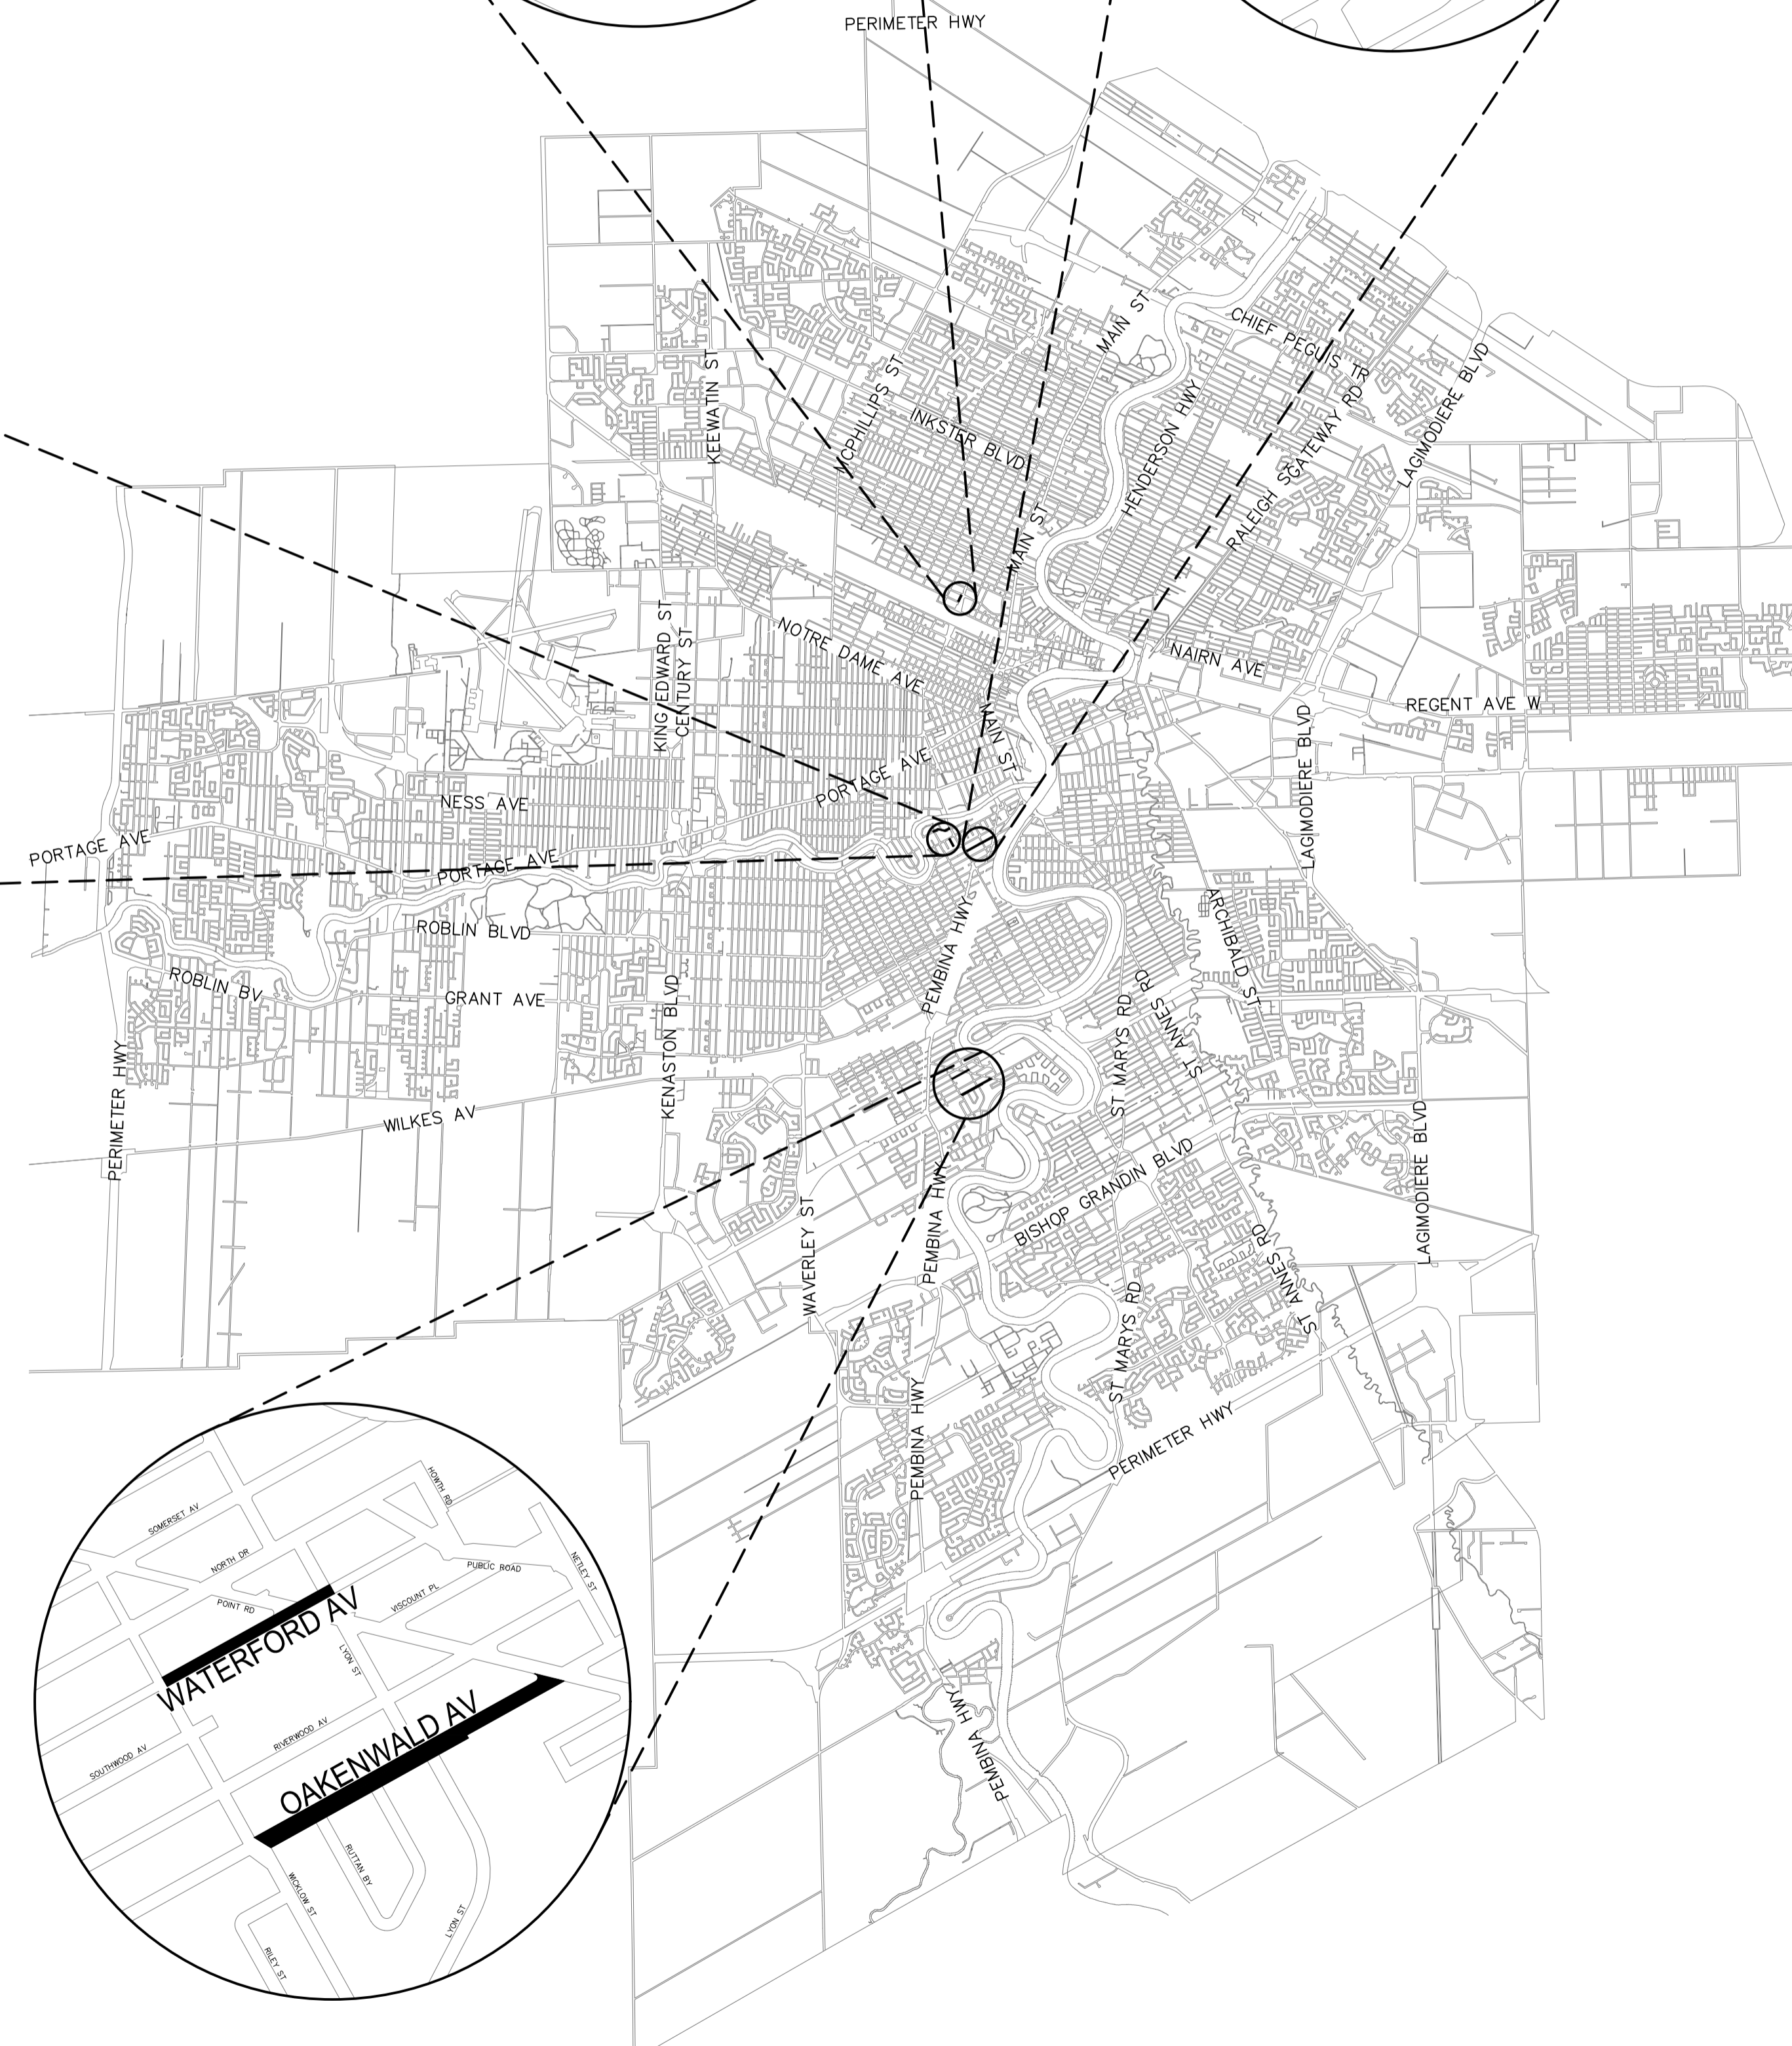 PERIMETER HWY
MAIN ST
CHIEF PEGUIS TR
KEEWATIN ST
MCPHILLIPS ST
INKSTER BLVD
HENDERSON HWY
GATEWAY RD
LAGIMODIERE BLVD
RALEIGH S
MAIN ST
KING EDWARD ST
CENTURY ST
NOTRE DAME AVE
NAIRN AVE
REGENT AVE W
MAIN ST
LAGIMODIERE BLVD
PORTAGE AVE
NESS AVE
PORTAGE AVE
PORTAGE AVE
ROBLIN BLVD
PEMBINA HWY
ARCHIBALD ST
ROBLIN BV
GRANT AVE
KENASTON BLVD
ST MARYS RD
ST ANNES RD
PERIMETER HWY
WILKES AV
LAGIMODIERE BLVD
BISHOP GRANDIN BLVD
PEMBINA HWY
WAVERLEY ST
ST ANNES RD
ST MARYS RD
PEMBINA HWY
PERIMETER HWY
PEMBINA HWY
HOWTH RD
SOMERSET AV
NORTH DR
PUBLIC ROAD
NETLEY ST
POINT RD
VISCOUNT PL
WATERFORD AV
LYON ST
SOUTHWOOD AV
RIVERWOOD AV
OAKENWALD AV
RUTTAN BY
WICKLOW ST
LYON ST
RILEY ST